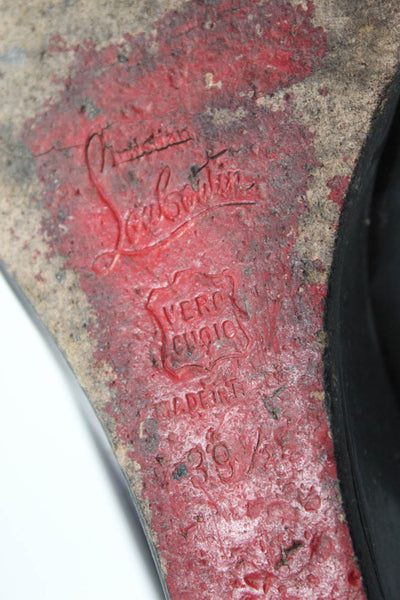 Christian
Louboutin
VERO
CUOIO
MADE IN
39½